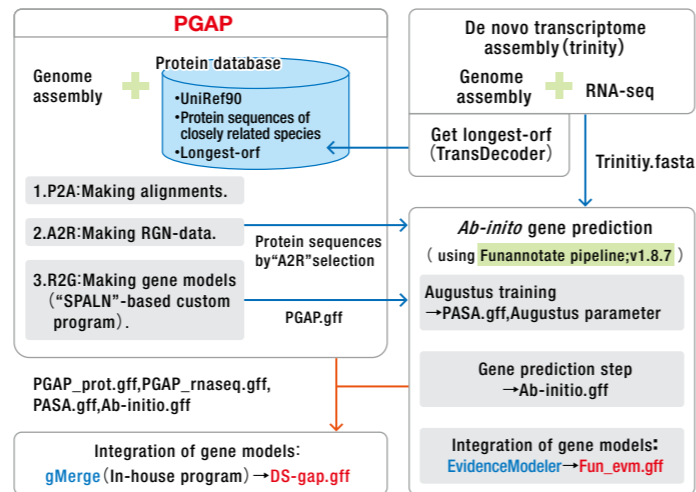 PGAP
Genome
assembly
Protein database
•UniRef90
•Protein sequences of
closely related species
•Longest-orf
1.P2A:Making alignments.
2.A2R:Making RGN-data.
3.R2G:Making gene models
("SPALN"-based custom
program).
De novo transcriptome
assembly(trinity)
Genome
assembly
RNA-seq
Get longest-orf
(TransDecoder)
Trinitiy.fasta
Protein sequences
by"A2R"selection
PGAP.gff
Ab-inito gene prediction
( using Funannotate pipeline;v1.8.7 )
Augustus training
→PASA.gff,Augustus parameter
Gene prediction step
→Ab-initio.gff
Integration of gene models:
EvidenceModeler→Fun_evm.gff
PGAP_prot.gff,PGAP_rnaseq.gff,
PASA.gff,Ab-initio.gff
Integration of gene models:
gMerge(In-house program)→DS-gap.gff